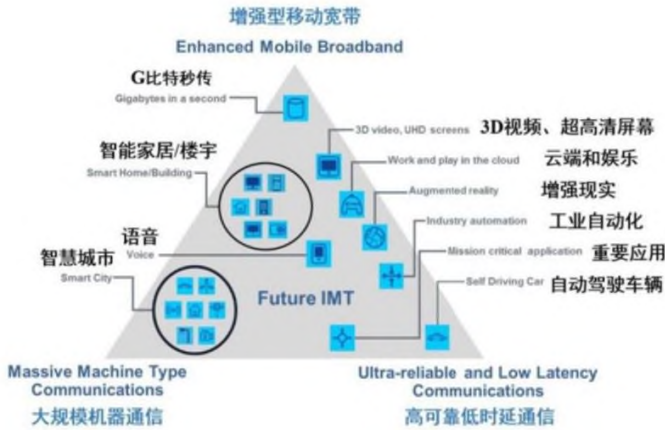 增强型移动宽带
Enhanced Mobile Broadband
G比特秒传
Gigabytes in a second
3D video, UHD screens 3D视频、超高清屏幕
智能家居/楼宇
Smart Home/Building
Work and play in the cloud 云端和娱乐
Augmented reality 增强现实
Industry automation 工业自动化
语音
Voice
Mission critical application 重要应用
智慧城市
Smart City
Self Driving Car 自动驾驶车辆
Future IMT
Massive Machine Type
Communications
大规模机器通信
Ultra-reliable and Low Latency
Communications
高可靠低时延通信